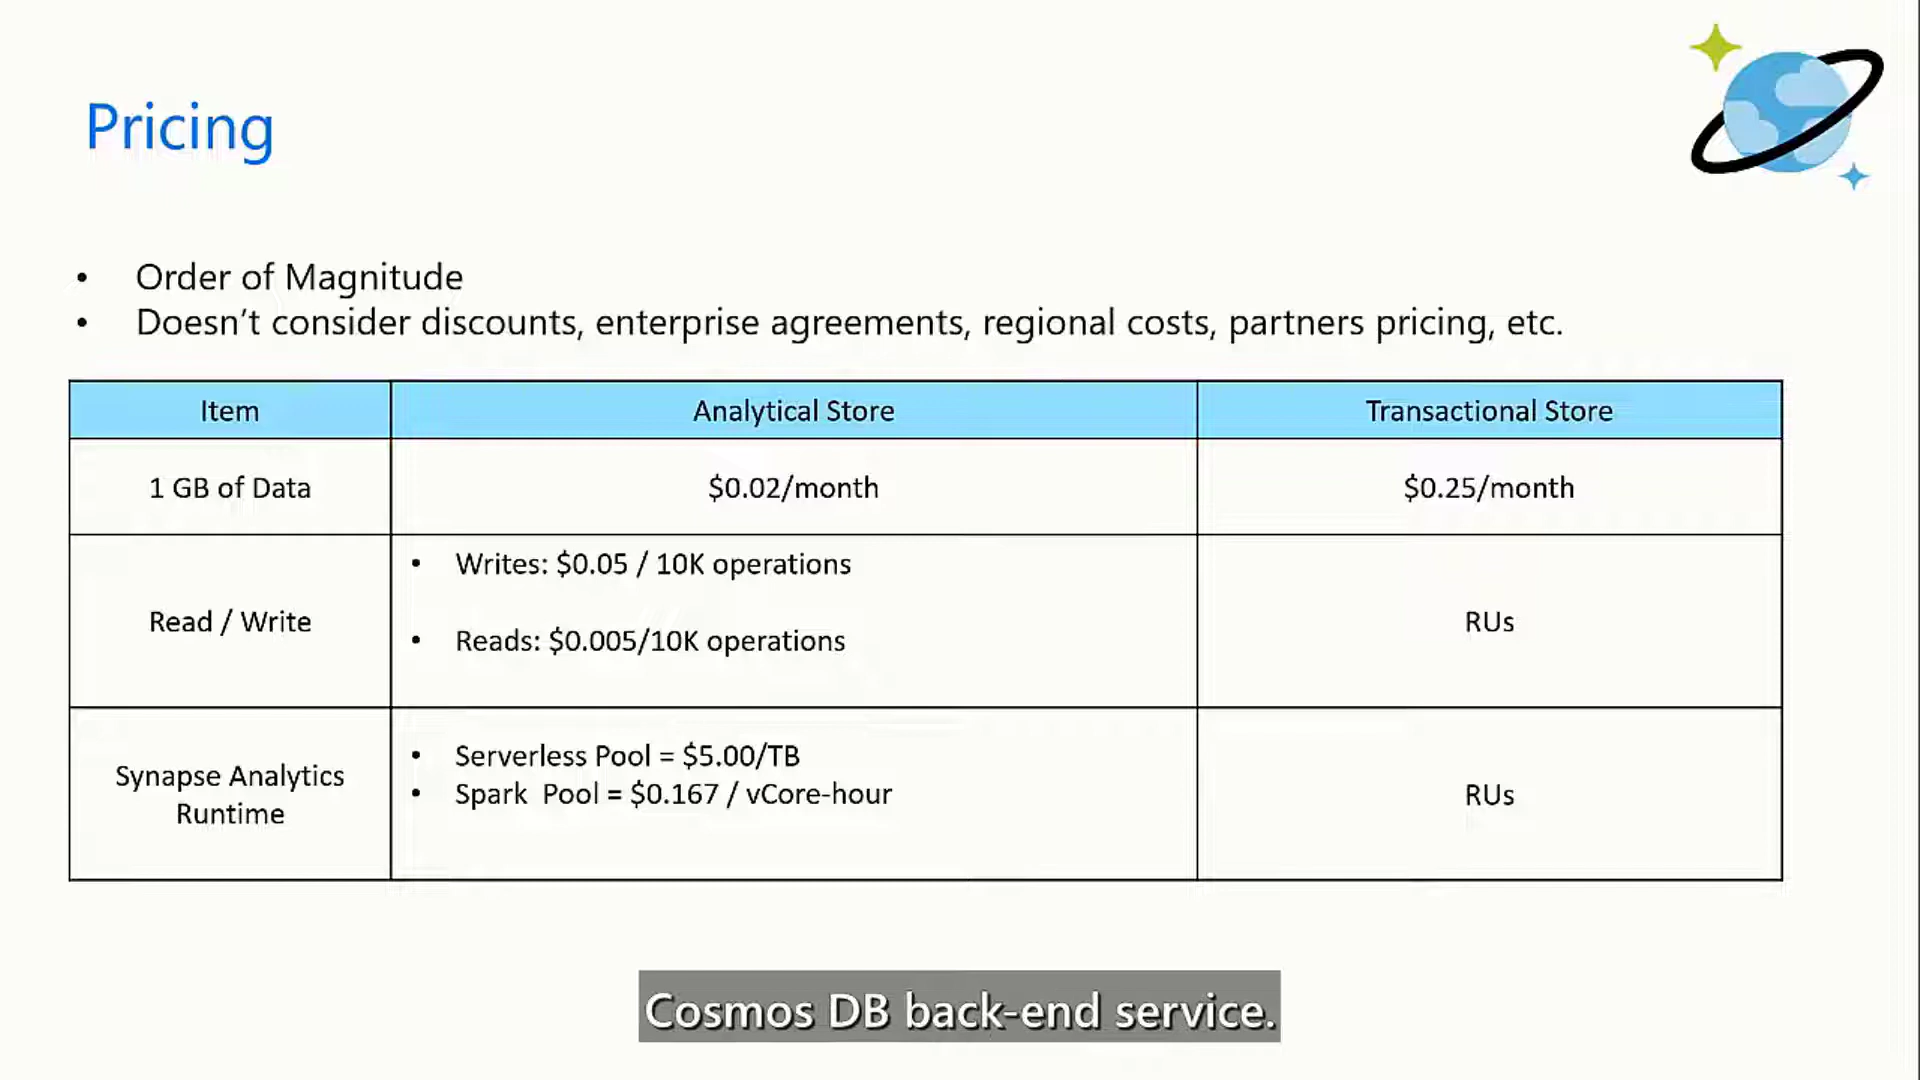 Pricing
• Order of Magnitude
• Doesn’t consider discounts, enterprise agreements, regional costs, partners pricing, etc.
Item Analytical Store Transactional Store
1 GB of Data $0.02/month $0.25/month
Read / Write
• Writes: $0.05 / 10K operations
• Reads: $0.005/10K operations
RUs
Synapse Analytics
Runtime
• Serverless Pool = $5.00/TB
• Spark Pool = $0.167 / vCore-hour
RUs
Cosmos DB back-end service.